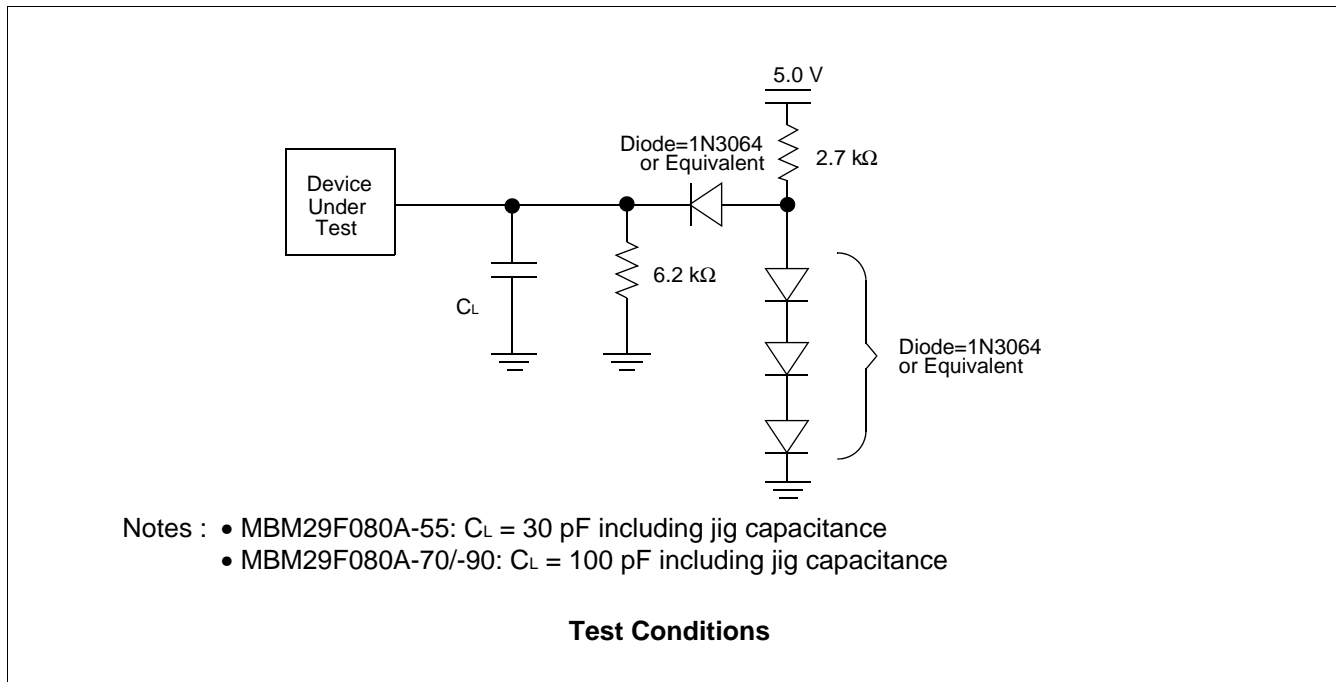 5.0 V
Diode=1N3064
or Equivalent
2.7 kΩ
Device
Under
Test
6.2 kΩ
CL
Diode=1N3064
or Equivalent
Notes : • MBM29F080A-55: CL = 30 pF including jig capacitance
• MBM29F080A-70/-90: CL = 100 pF including jig capacitance
Test Conditions